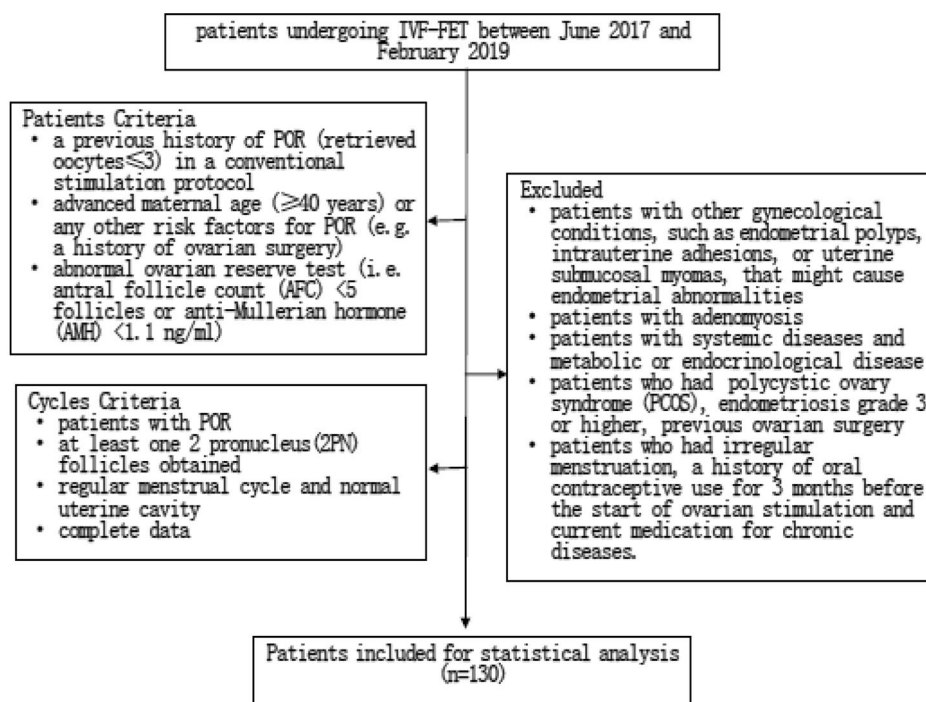 patients undergoing IVF-FET between June 2017 and
February 2019
Patients Criteria
• a previous history of POR (retrieved
oocytes≤3) in a conventional
stimulation protocol
• advanced maternal age (≥40 years) or
any other risk factors for POR (e.g.
a history of ovarian surgery)
• abnormal ovarian reserve test (i.e.
antral follicle count (AFC) <5
follicles or anti-Mullerian hormone
(AMH) <1.1 ng/ml)
Excluded
• patients with other gynecological
conditions, such as endometrial polyps,
intrauterine adhesions, or uterine
submucosal myomas, that might cause
endometrial abnormalities
• patients with adenomyosis
• patients with systemic diseases and
metabolic or endocrinological disease
• patients who had polycystic ovary
syndrome (PCOS), endometriosis grade 3
or higher, previous ovarian surgery
• patients who had irregular
menstruation, a history of oral
contraceptive use for 3 months before
the start of ovarian stimulation and
current medication for chronic
diseases.
Cycles Criteria
• patients with POR
• at least one 2 pronucleus(2PN)
follicles obtained
• regular menstrual cycle and normal
uterine cavity
• complete data
Patients included for statistical analysis
(n=130)